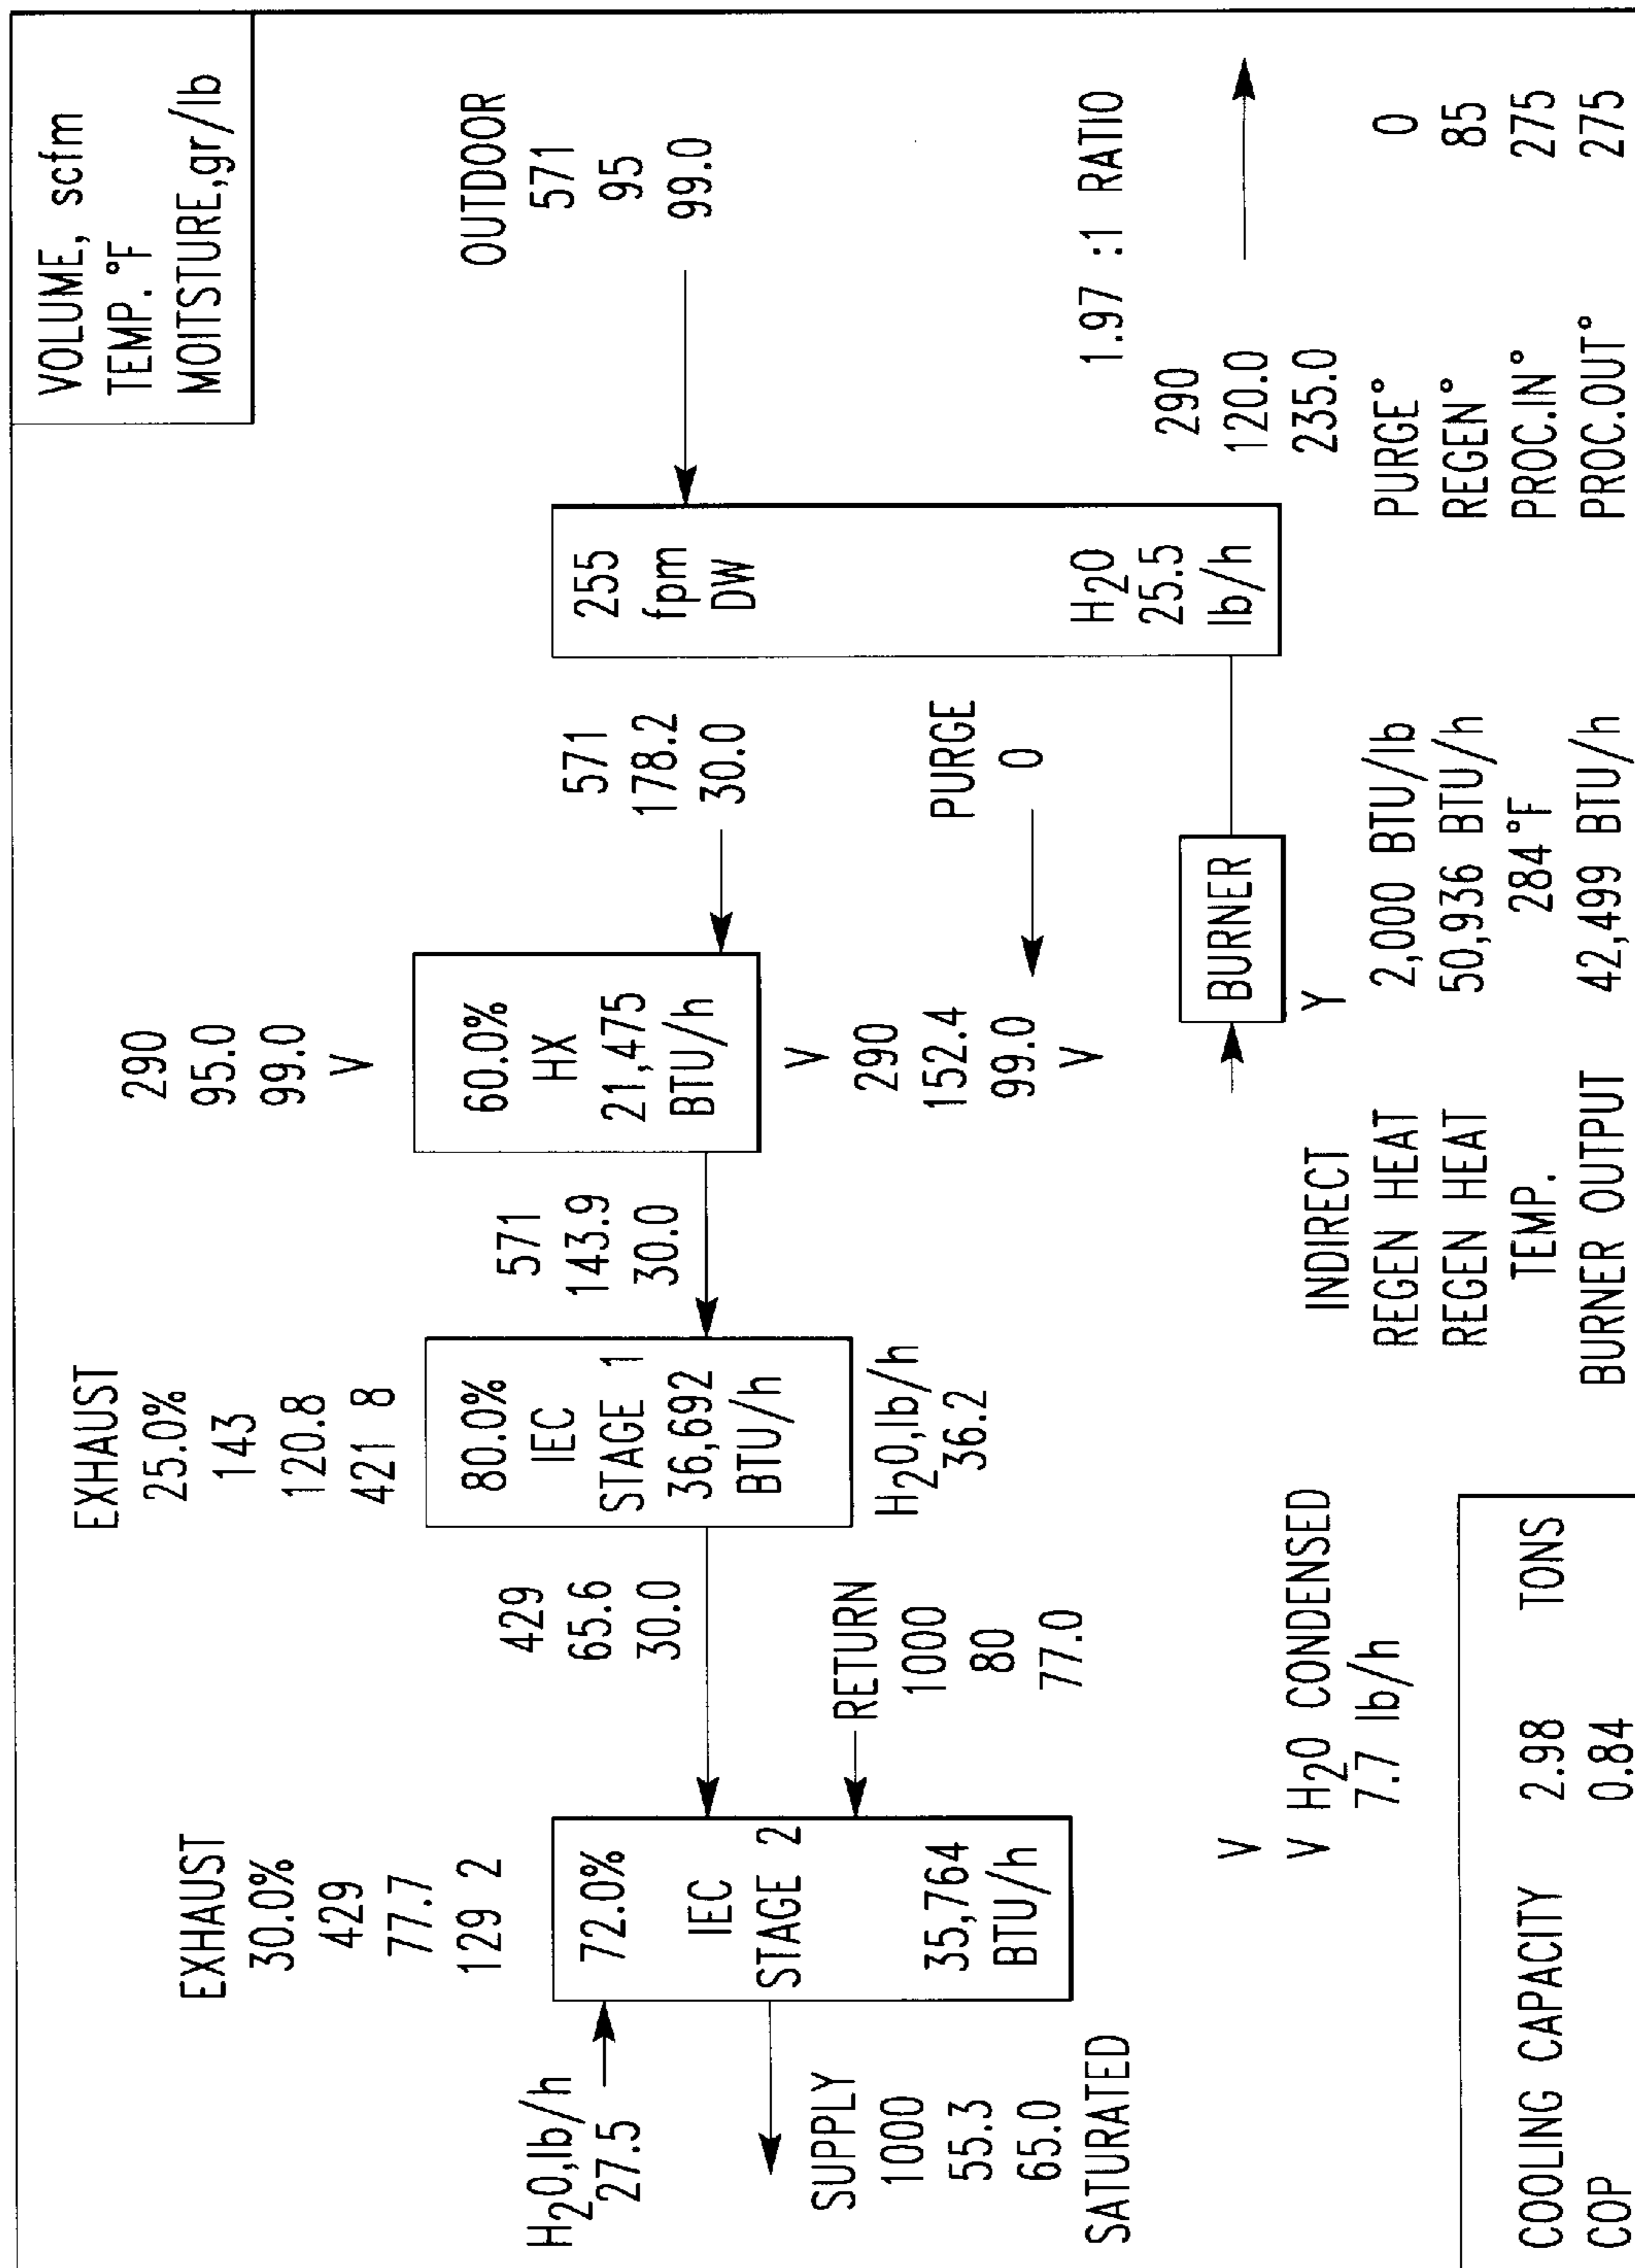 VOLUME, scfm
TEMP. °F
MOITSTURE,gr/lb
OUTDOOR
571
95
99.0
255
fpm
DW
H2O
25.5
lb/h
1.97 :1 RATIO
290
120.0
235.0
PURGE° 0
REGEN° 85
PROC.IN° 275
PROC.OUT° 275
571
178.2
30.0
PURGE
0
290
95.0
99.0
V
60.0%
HX
21,475
BTU/h
V
290
152.4
99.0
V
BURNER
Y
INDIRECT
REGEN HEAT 2,000 BTU/lb
REGEN HEAT 50,936 BTU/h
TEMP. 284°F
BURNER OUTPUT 42,499 BTU/h
571
143.9
30.0
EXHAUST
25.0%
143
120.8
421 8
80.0%
IEC
STAGE 1
36,692
BTU/h
H2O,lb/h
36.2
429
65.6
30.0
RETURN
1000
80
77.0
EXHAUST
30.0%
429
77.7
129 2
72.0%
IEC
STAGE 2
35,764
BTU/h
H2O,lb/h
27.5
SUPPLY
1000
55.3
65.0
SATURATED
V
V H2O CONDENSED
7.7 lb/h
COOLING CAPACITY 2.98 TONS
COP 0.84